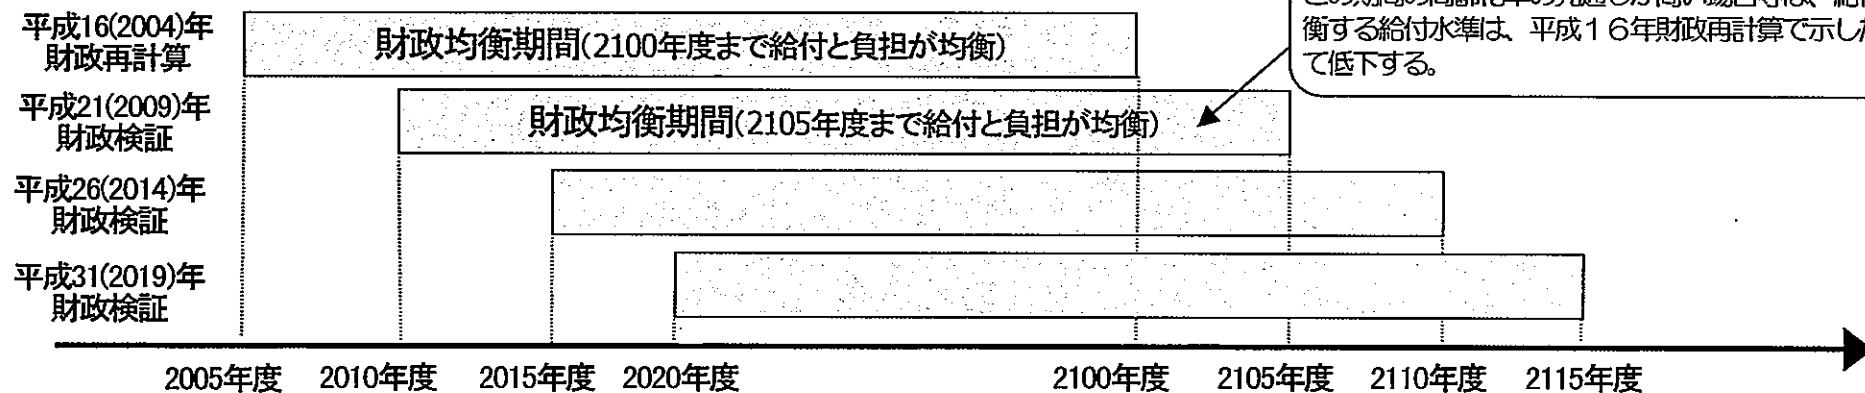 衡する給付水準は、平成16年財政再計算で示した
て低下する。
平成16(2004)年
財政再計算
財政均衡期間(2100年度まで給付と負担が均衡)
平成21(2009)年
財政検証
財政均衡期間(2105年度まで給付と負担が均衡)
平成26(2014)年
財政検証
平成31(2019)年
財政検証
2005年度 2010年度 2015年度 2020年度 2100年度 2105年度 2110年度 2115年度